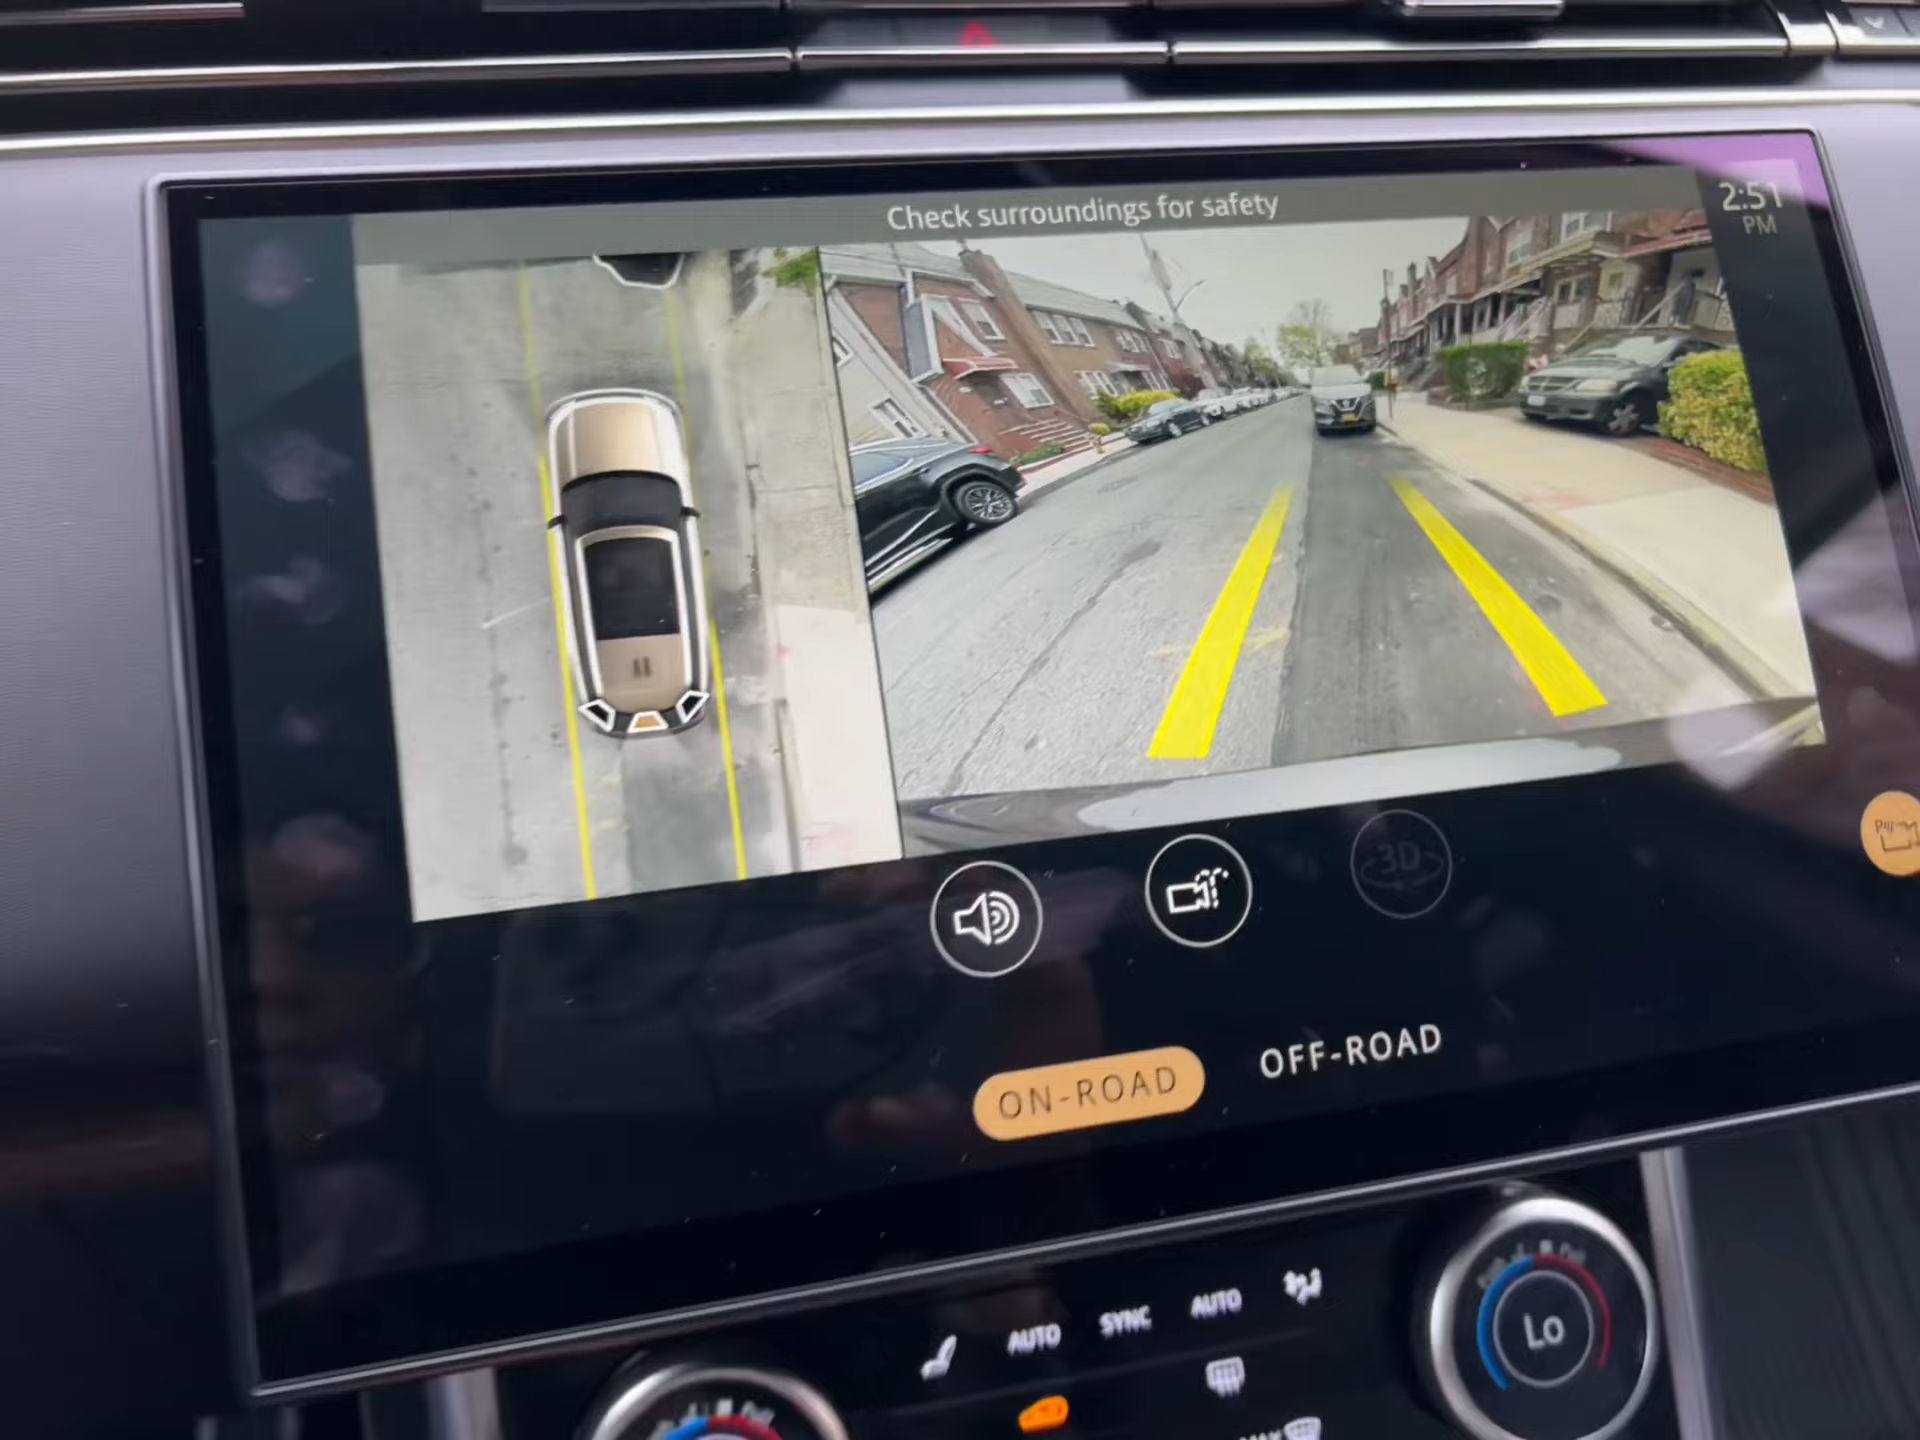 Check surroundings for safety
2:51
PM
3D
ON-ROAD
OFF-ROAD
AUTO
SYNC
AUTO
Lo